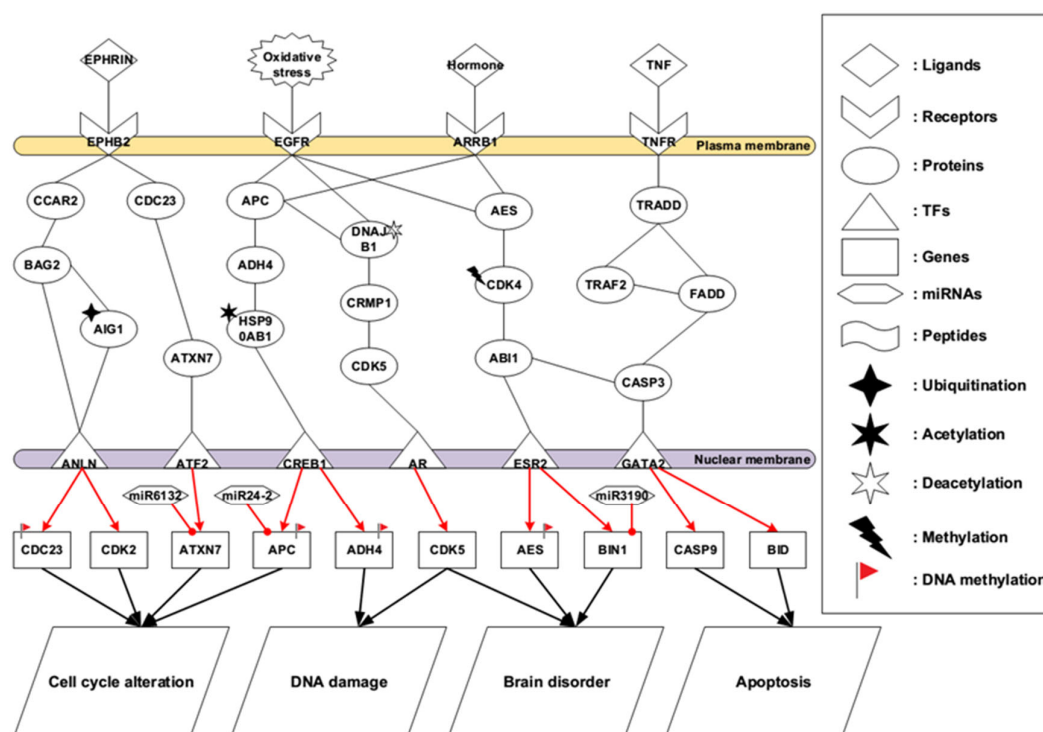 EPHRIN
Oxidative
stress
Hormone
TNF
EPHB2
EGFR
ARRB1
TNFR
Plasma membrane
CCAR2
CDC23
APC
AES
TRADD
DNAJ
B1
BAG2
ADH4
CDK4
TRAF2
FADD
AIG1
HSP9
0AB1
CRMP1
ATXN7
CDK5
ABI1
CASP3
ANLN
ATF2
CREB1
AR
ESR2
GATA2
Nuclear membrane
miR6132
miR24-2
miR3190
CDC23
CDK2
ATXN7
APC
ADH4
CDK5
AES
BIN1
CASP9
BID
Cell cycle alteration
DNA damage
Brain disorder
Apoptosis
: Ligands
: Receptors
: Proteins
: TFs
: Genes
: miRNAs
: Peptides
: Ubiquitination
: Acetylation
: Deacetylation
: Methylation
: DNA methylation